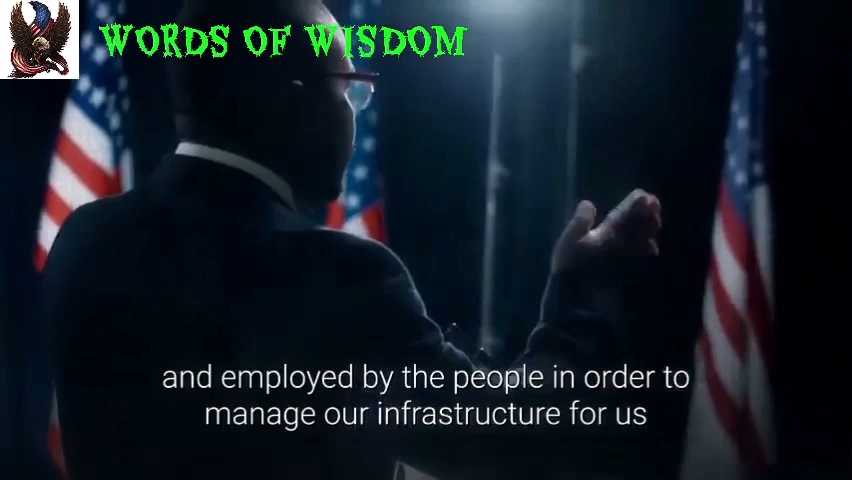 WORDS OF WISDOM
and employed by the people in order to
manage our infrastructure for us